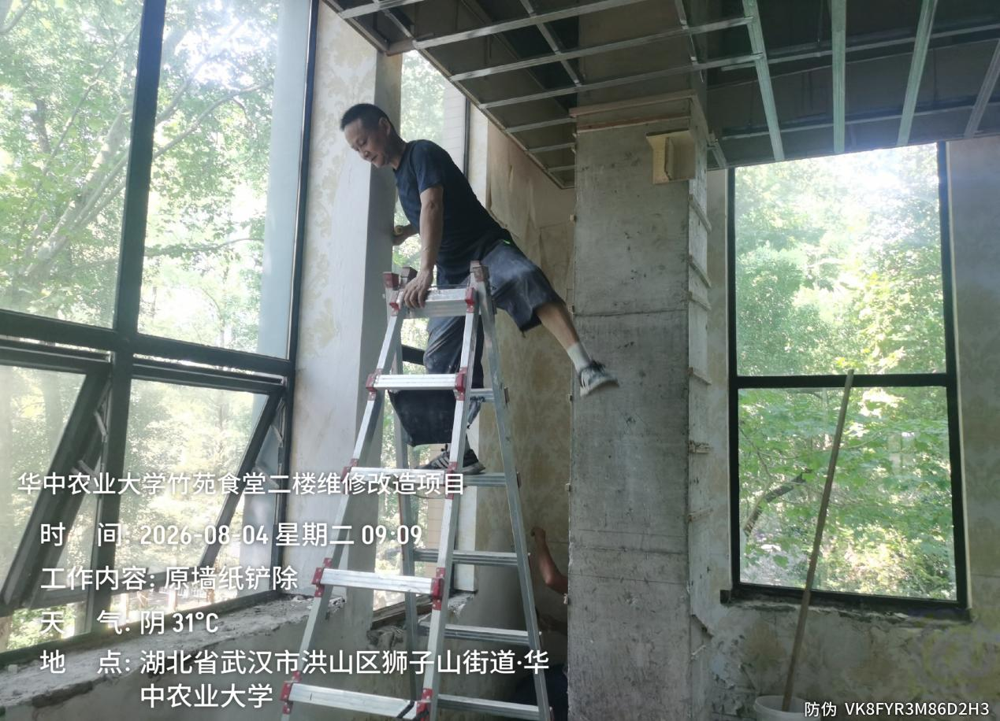 华中农业大学竹苑食堂二楼维修改造项目
时 间: 2026-08-04 星期二 09:09
工作内容: 原墙纸铲除
天 气: 阴 31°C
地 点: 湖北省武汉市洪山区狮子山街道·华
中农业大学
防伪 VK8FYR3M86D2H3